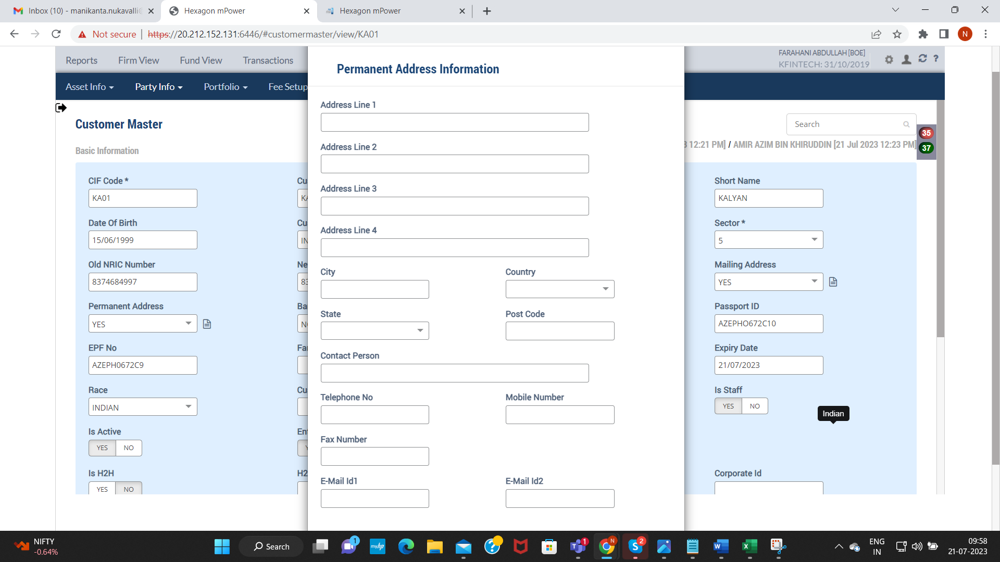 Inbox (10) - manikanta.nukavalli@
Hexagon mPower
Hexagon mPower
Not secure
https://20.212.152.131:6446/#customermaster/view/KA01
N
Reports
Firm View
Fund View
Transactions
FARAHANI ABDULLAH [BOE]
KFINTECH: 31/10/2019
?
Asset Info
Party Info
Portfolio
Fee Setup
Customer Master
Search
35
37
Basic Information
3 12:21 PM] / AMIR AZIM BIN KHIRUDDIN [21 Jul 2023 12:23 PM]
CIF Code *
KA01
Date Of Birth
15/06/1999
Old NRIC Number
8374684997
Permanent Address
YES
EPF No
AZEPH0672C9
Race
INDIAN
Is Active
YES
NO
Is H2H
YES
NO
Cu
KA
Cu
IN
Ne
83
Ba
NO
Fa
Cu
En
Y
H2
Permanent Address Information
Address Line 1
Address Line 2
Address Line 3
Address Line 4
City
Country
State
Post Code
Contact Person
Telephone No
Mobile Number
Fax Number
E-Mail Id1
E-Mail Id2
Short Name
KALYAN
Sector *
5
Mailing Address
YES
Passport ID
AZEPHO672C10
Expiry Date
21/07/2023
Is Staff
YES
NO
Indian
Corporate Id
NIFTY
-0.64%
Search
1
myhp
1
N
2
ENG
IN
09:58
21-07-2023